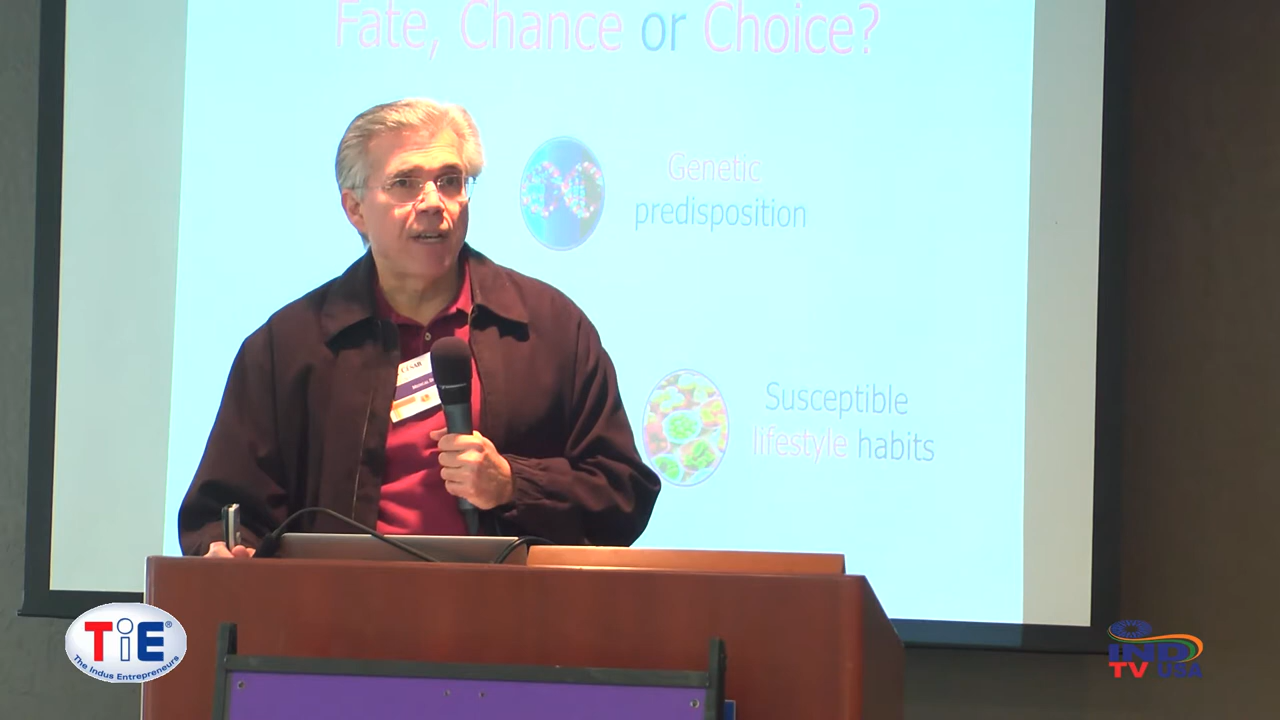 Fate, Chance or Choice?
Genetic
predisposition
Susceptible
lifestyle habits
TiE®
The Indus Entrepreneurs
IND
TV USA